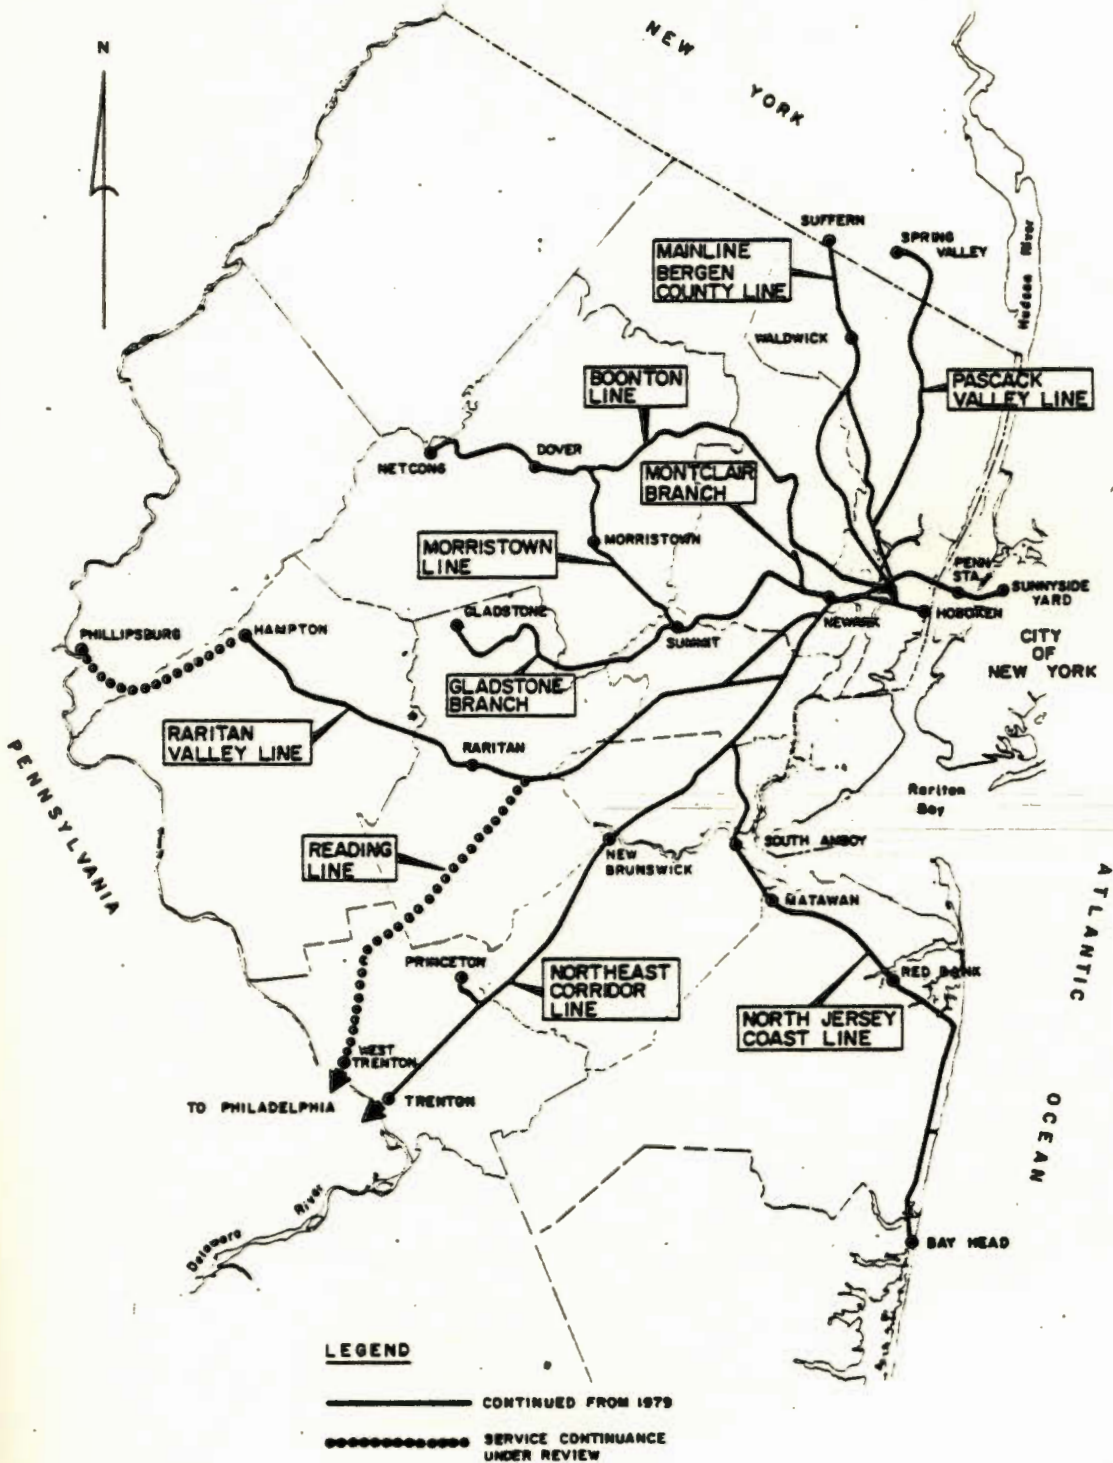 N
NEW
YORK
SUFFERN
SPRING
VALLEY
Hudson River
MAINLINE
BERGEN
COUNTY LINE
WALDWICK
BOONTON
LINE
PASCACK
VALLEY LINE
NETCONG
DOVER
MONTCLAIR
BRANCH
MORRISTOWN
LINE
MORRISTOWN
PENN
STA.
SUNNYSIDE
YARD
GLADSTONE
NEWARK
HOBOKEN
PHILLIPSBURG
HAMPTON
SUMMIT
CITY
OF
NEW YORK
GLADSTONE
BRANCH
RARITAN
VALLEY LINE
RARITAN
PENNSYLVANIA
Raritan
Bay
READING
LINE
NEW
BRUNSWICK
SOUTH AMBOY
MATAWAN
ATLANTIC
OCEAN
PRINCETON
NORTHEAST
CORRIDOR
LINE
RED BANK
NORTH JERSEY
COAST LINE
WEST
TRENTON
TO PHILADELPHIA
TRENTON
Delaware River
BAY HEAD
LEGEND
CONTINUED FROM 1979
SERVICE CONTINUANCE
UNDER REVIEW